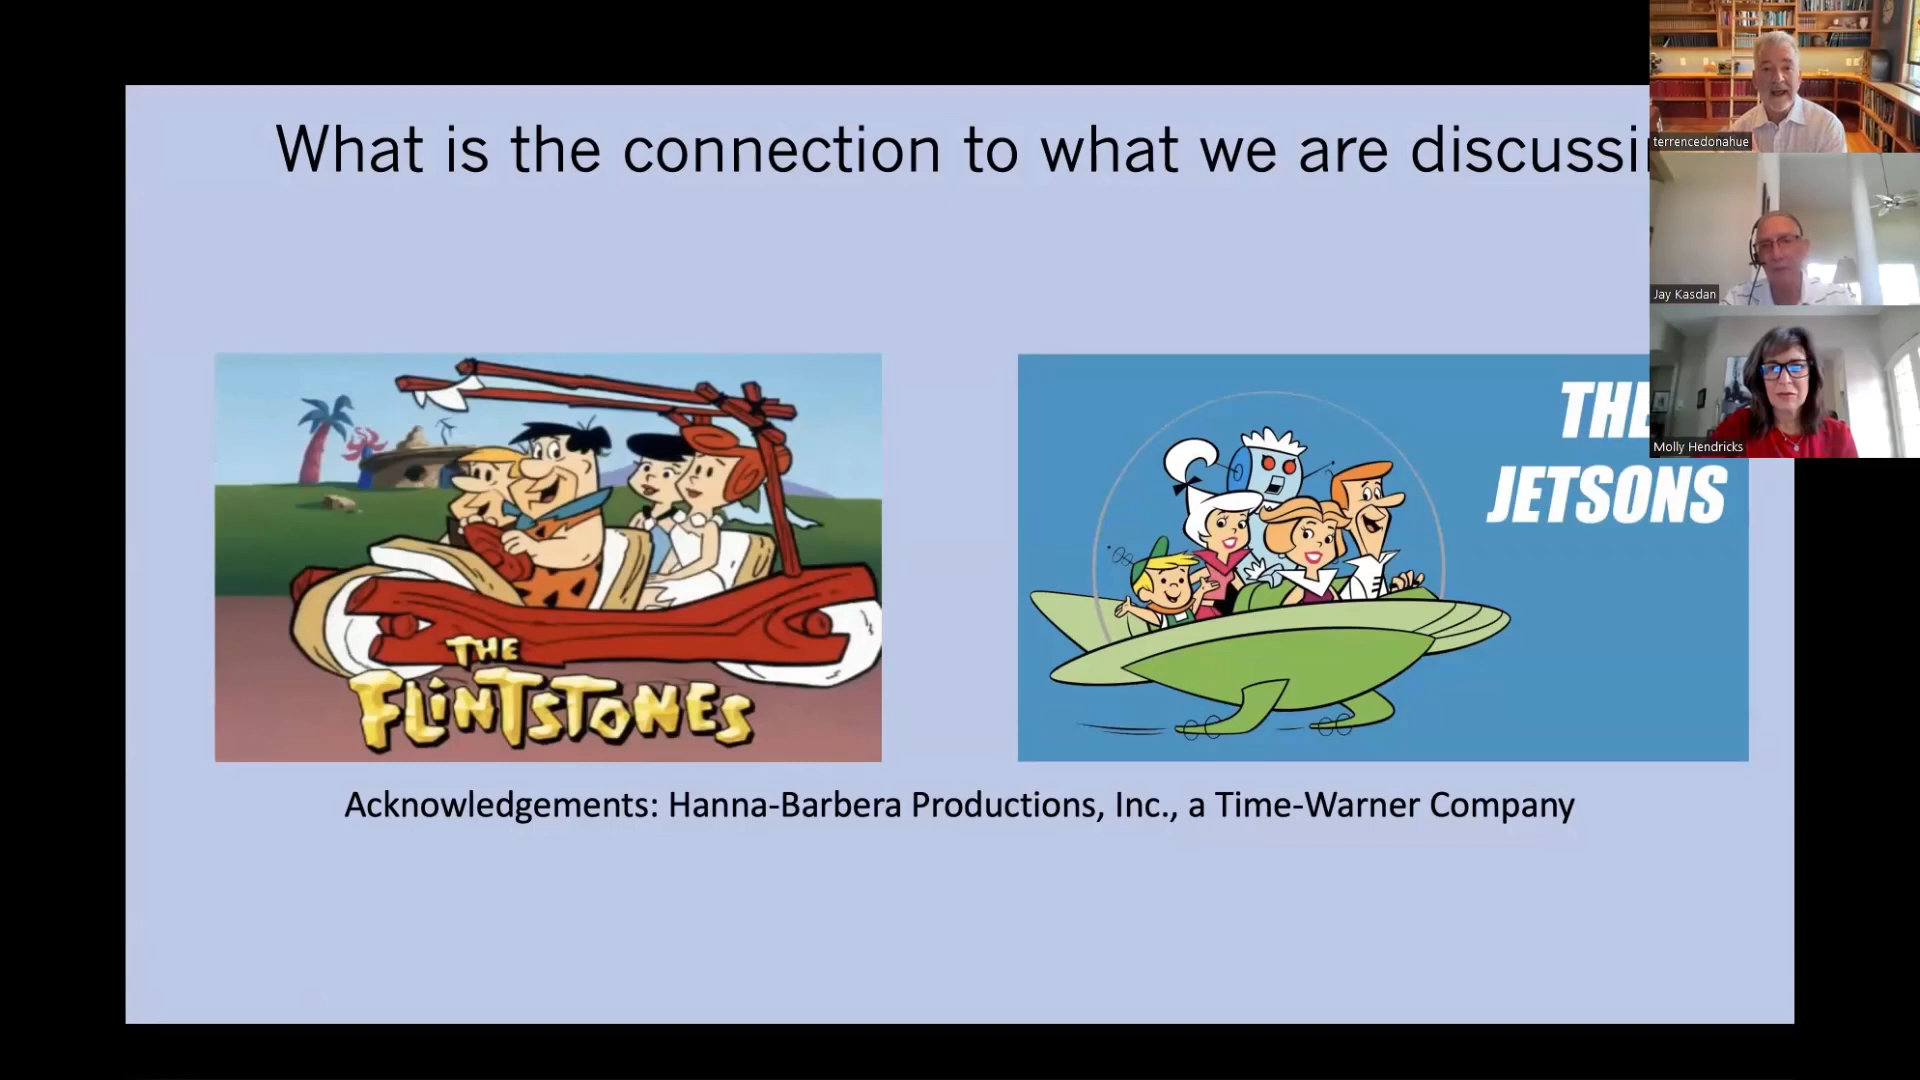 What is the connection to what we are discussi
terrencedonahue
Jay Kasdan
Molly Hendricks
THE
JETSONS
THE
FLINTSTONES
Acknowledgements: Hanna-Barbera Productions, Inc., a Time-Warner Company